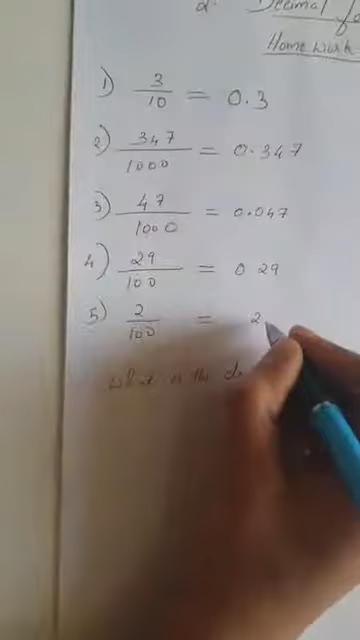 2. Decimal
Home work
1) 3/10 = 0.3
2) 347/1000 = 0.347
3) 47/1000 = 0.047
4) 29/100 = 0 29
5) 2/100 = 2
what is the